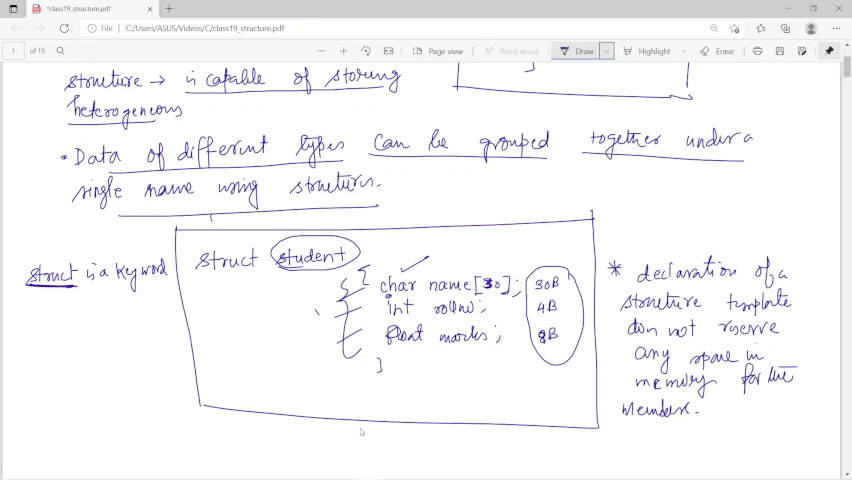 *class19_structure.pdf
File
C:/Users/ASUS/Videos/C/class19_structure.pdf
1 of 15
Page view
Read aloud
Draw
Highlight
Erase
structure → is capable of storing
heterogeneous
• Data of different types can be grouped together under a
single name using structures.
struct is a keyword
struct student
{ char name[30]; 30B
int rollno; 4B
float marks; 8B
}
* declaration of a
structure template
does not reserve
any space in
memory for the
members.